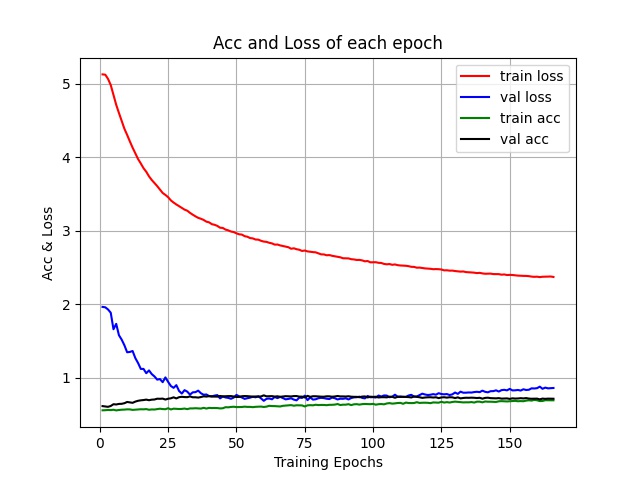 Acc and Loss of each epoch
train loss
val loss
train acc
val acc
5
4
3
2
1
Acc & Loss
0 25 50 75 100 125 150
Training Epochs